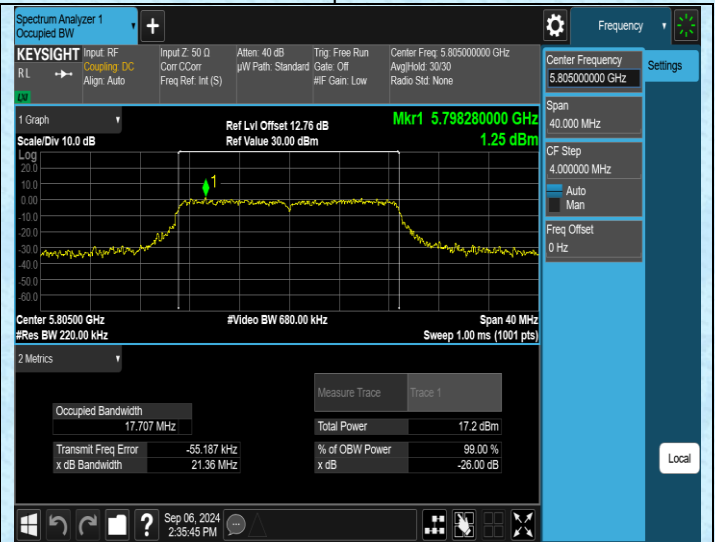 Spectrum Analyzer 1
Occupied BW
Frequency
KEYSIGHT
RL
LXI
Input: RF
Coupling: DC
Align: Auto
Input Z: 50 Ω
Corr CCorr
Freq Ref: Int (S)
Atten: 40 dB
µW Path: Standard
Trig: Free Run
Gate: Off
#IF Gain: Low
Center Freq: 5.805000000 GHz
Avg|Hold: 30/30
Radio Std: None
Center Frequency
5.805000000 GHz
Settings
Span
40.000 MHz
CF Step
4.000000 MHz
Auto
Man
Freq Offset
0 Hz
1 Graph
Scale/Div 10.0 dB
Ref Lvl Offset 12.76 dB
Ref Value 30.00 dBm
Mkr1 5.798280000 GHz
1.25 dBm
Log
20.0
10.0
0.00
-10.0
-20.0
-30.0
-40.0
-50.0
-60.0
1
Center 5.80500 GHz
#Res BW 220.00 kHz
#Video BW 680.00 kHz
Span 40 MHz
Sweep 1.00 ms (1001 pts)
2 Metrics
Measure Trace
Trace 1
Occupied Bandwidth
17.707 MHz
Total Power
17.2 dBm
Transmit Freq Error
-55.187 kHz
% of OBW Power
99.00 %
x dB Bandwidth
21.36 MHz
x dB
-26.00 dB
Local
?
Sep 06, 2024
2:35:45 PM